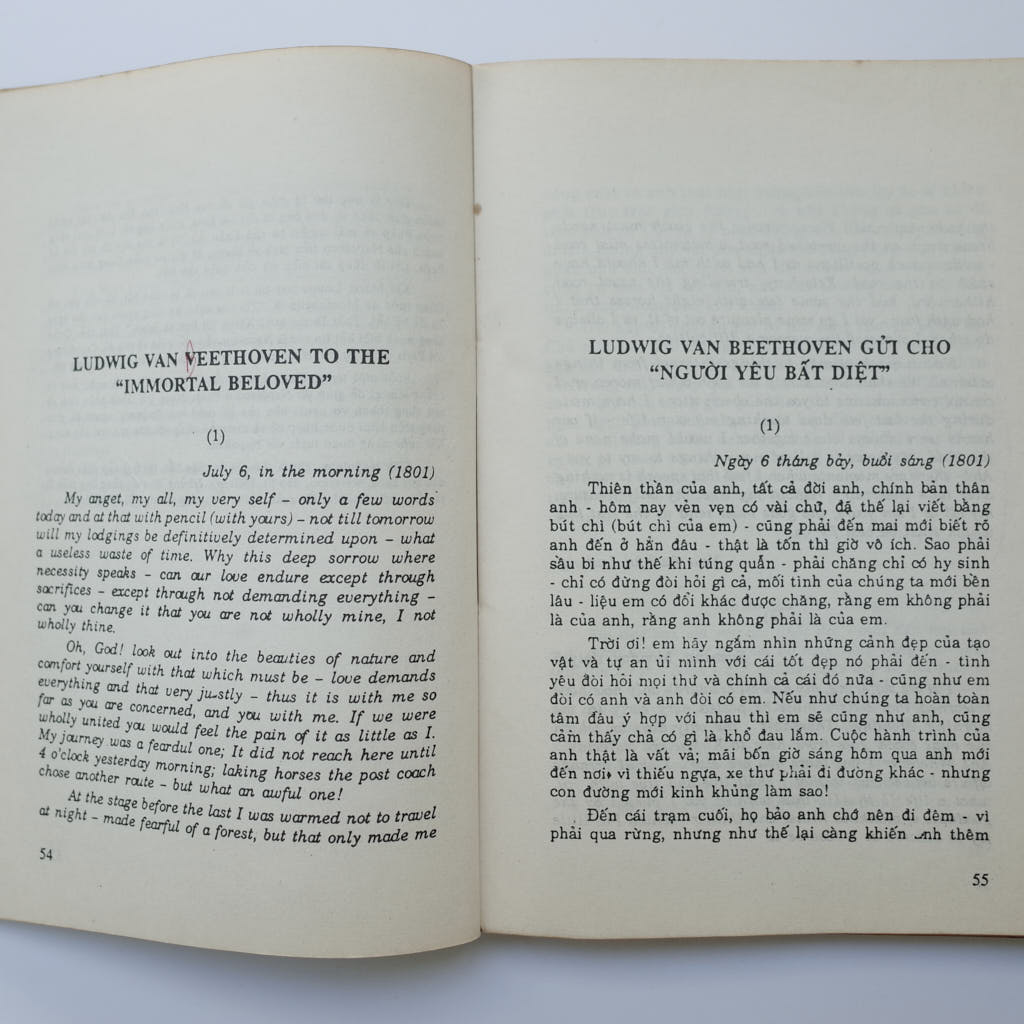 LUDWIG VAN VEETHOVEN TO THE
“IMMORTAL BELOVED”
(1)
July 6, in the morning (1801)
My anget, my all, my very self – only a few words
today and at that with pencil (with yours) – not till tomorrow
will my lodgings be definitively determined upon – what
a useless waste of time. Why this deep sorrow where
necessity speaks – can our love endure except through
sacrifices – except through not demanding everything –
can you change it that you are not wholly mine, I not
wholly thine.
Oh, God! look out into the beauties of nature and
comfort yourself with that which must be – love demands
everything and that very justly – thus it is with me so
far as you are concerned, and you with me. If we were
wholly united you would feel the pain of it as little as I.
My journey was a feardul one; It did not reach here until
4 o'clock yesterday morning; laking horses the post coach
chose another route – but what an awful one!
At the stage before the last I was warmed not to travel
at night – made fearful of a forest, but that only made me
54
LUDWIG VAN BEETHOVEN GỬI CHO
“NGƯỜI YÊU BẤT DIỆT”
(1)
Ngày 6 tháng bảy, buổi sáng (1801)
Thiên thần của anh, tất cả đời anh, chính bản thân
anh - hôm nay vẻn vẹn có vài chữ, đạ thế lại viết bằng
bút chì (bút chì của em) - cũng phải đến mai mới biết rõ
anh đến ở hẳn đâu - thật là tốn thì giờ vô ích. Sao phải
sầu bi như thế khi túng quẫn - phải chăng chỉ có hy sinh
- chỉ có đừng đòi hỏi gì cả, mối tình của chúng ta mới bền
lâu - liệu em có đổi khác được chăng, rằng em không phải
là của anh, rằng anh không phải là của em.
Trời ơi! em hãy ngắm nhìn những cảnh đẹp của tạo
vật và tự an ủi mình với cái tốt đẹp nó phải đến - tình
yêu đòi hỏi mọi thứ và chính cả cái đó nữa - cũng như em
đòi có anh và anh đòi có em. Nếu như chúng ta hoàn toàn
tâm đầu ý hợp với nhau thì em sẽ cũng như anh, cũng
cảm thấy chả có gì là khổ đau lắm. Cuộc hành trình của
anh thật là vất vả; mãi bốn giờ sáng hôm qua anh mới
đến nơi vì thiếu ngựa, xe thư phải đi đường khác - nhưng
con đường mới kinh khủng làm sao!
Đến cái trạm cuối, họ bảo anh chớ nên đi đêm - vì
phải qua rừng, nhưng như thế lại càng khiến anh thêm
55